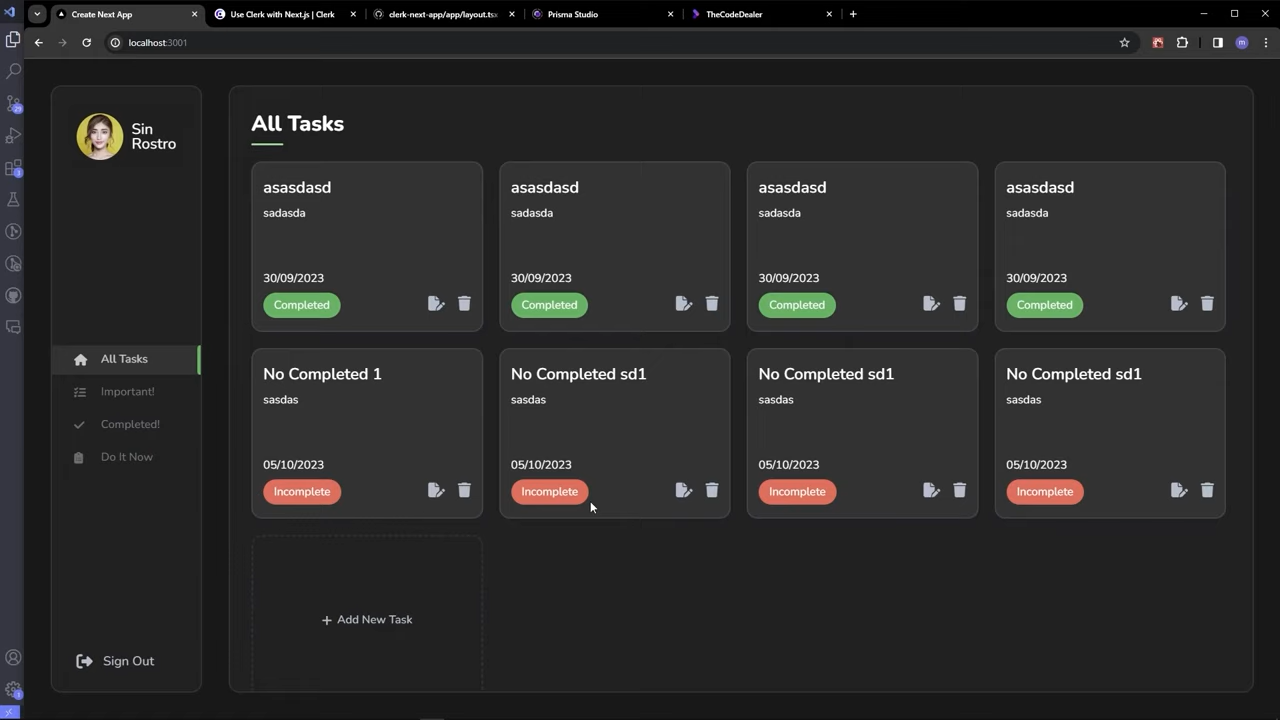 Create Next App
Use Clerk with Next.js | Clerk
clerk-next-app/app/layout.tsx
Prisma Studio
TheCodeDealer
localhost:3001
m
Sin
Rostro
All Tasks
Important!
Completed!
Do It Now
Sign Out
All Tasks
asasdasd
sadasda
30/09/2023
Completed
asasdasd
sadasda
30/09/2023
Completed
asasdasd
sadasda
30/09/2023
Completed
asasdasd
sadasda
30/09/2023
Completed
No Completed 1
sasdas
05/10/2023
Incomplete
No Completed sd1
sasdas
05/10/2023
Incomplete
No Completed sd1
sasdas
05/10/2023
Incomplete
No Completed sd1
sasdas
05/10/2023
Incomplete
+ Add New Task